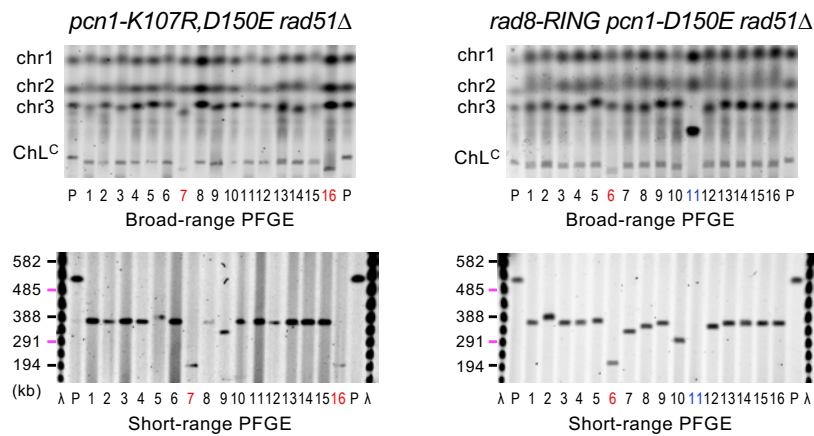 pcn1-K107R,D150E rad51Δ
chr1
chr2
chr3
ChLC
P 1 2 3 4 5 6 7 8 9 10 11 12 13 14 15 16 P
Broad-range PFGE
582
485
388
291
194
(kb)
λ P 1 2 3 4 5 6 7 8 9 10 11 12 13 14 15 16 P λ
Short-range PFGE
rad8-RING pcn1-D150E rad51Δ
chr1
chr2
chr3
ChLC
P 1 2 3 4 5 6 7 8 9 10 11 12 13 14 15 16 P
Broad-range PFGE
582
485
388
291
194
λ P 1 2 3 4 5 6 7 8 9 10 11 12 13 14 15 16 P λ
Short-range PFGE